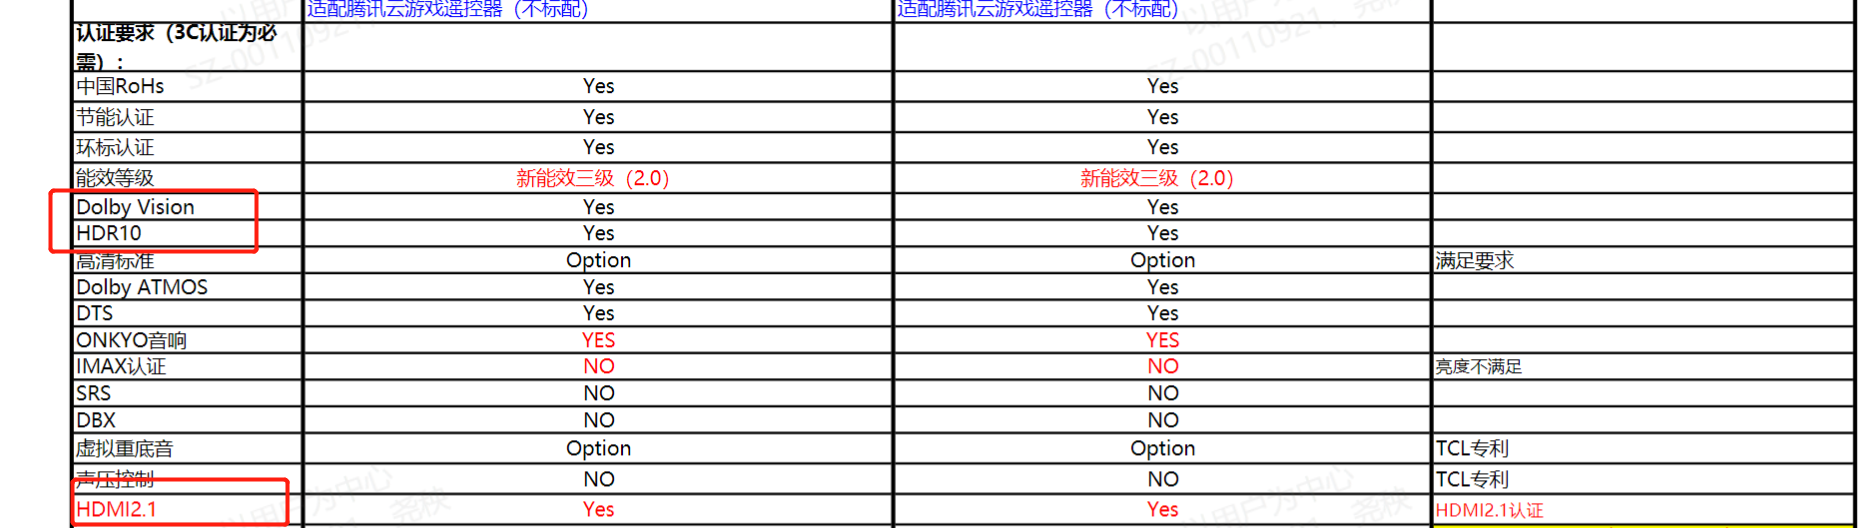 适配腾讯云游戏遥控器（不标配） 适配腾讯云游戏遥控器（不标配）
认证要求（3C认证为必
需）:
中国RoHs Yes Yes
节能认证 Yes Yes
环标认证 Yes Yes
能效等级 新能效三级（2.0） 新能效三级（2.0）
Dolby Vision Yes Yes
HDR10 Yes Yes
高清标准 Option Option 满足要求
Dolby ATMOS Yes Yes
DTS Yes Yes
ONKYO音响 YES YES
IMAX认证 NO NO 亮度不满足
SRS NO NO
DBX NO NO
虚拟重底音 Option Option TCL专利
声压控制 NO NO TCL专利
HDMI2.1 Yes Yes HDMI2.1认证